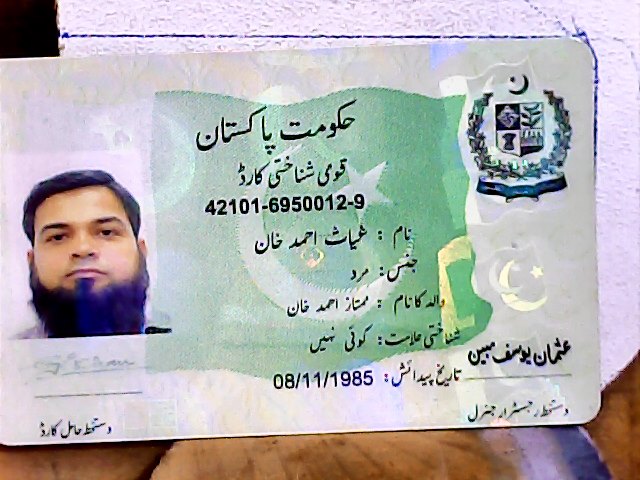 حکومت پاکستان
قومی شناختی کارڈ
42101-6950012-9
نام : غیاث احمد خان
جنس: مرد
والد کا نام : ممتاز احمد خان
شناختی علامت: کوئی نہیں
تاریخ پیدائش: 08/11/1985
عثمان یوسف مبین
دستخط رجسٹرار جنرل
دستخط حامل کارڈ